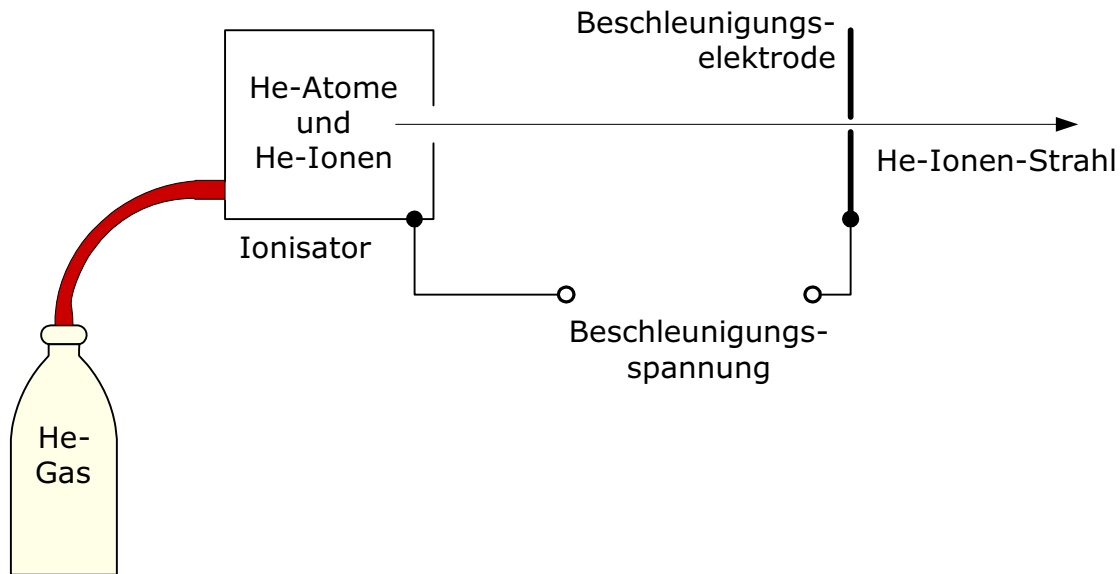 Beschleunigungs-
elektrode
He-Atome
und
He-Ionen
He-Ionen-Strahl
Ionisator
Beschleunigungs-
spannung
He-
Gas